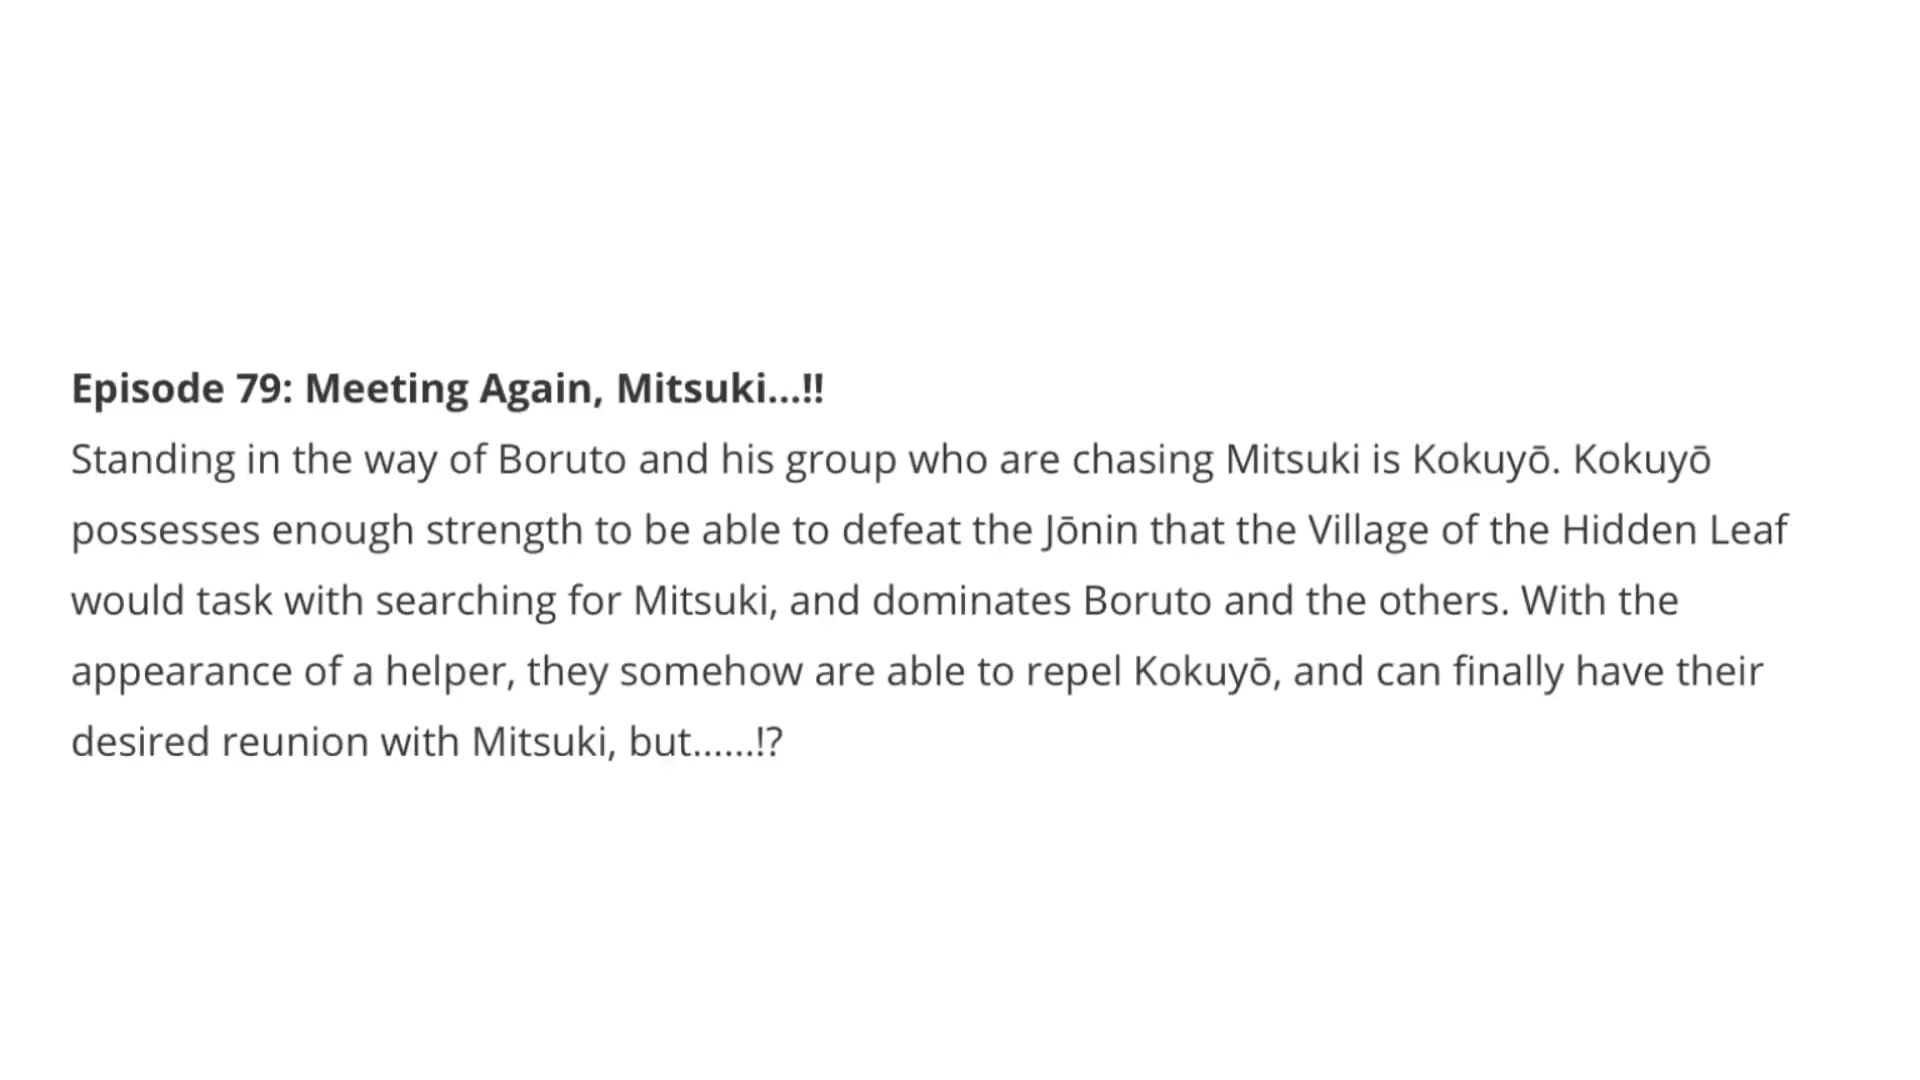 Episode 79: Meeting Again, Mitsuki...!!
Standing in the way of Boruto and his group who are chasing Mitsuki is Kokuyō. Kokuyō
possesses enough strength to be able to defeat the Jōnin that the Village of the Hidden Leaf
would task with searching for Mitsuki, and dominates Boruto and the others. With the
appearance of a helper, they somehow are able to repel Kokuyō, and can finally have their
desired reunion with Mitsuki, but......!?